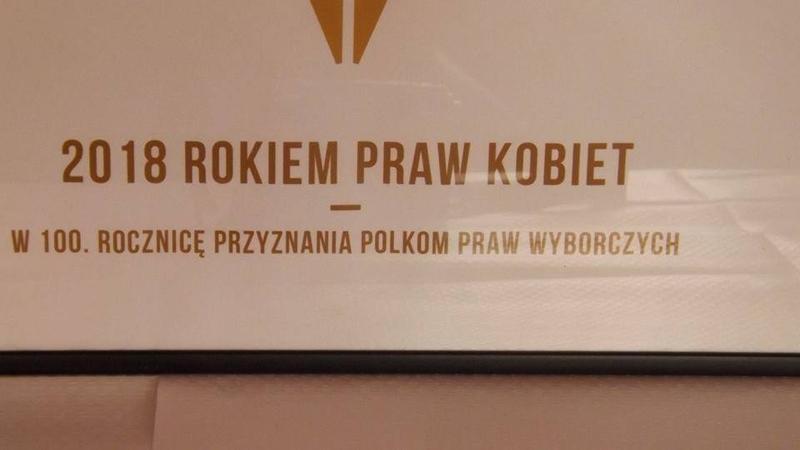 2018 ROKIEM PRAW KOBIET
W 100. ROCZNICĘ PRZYZNANIA POLKOM PRAW WYBORCZYCH